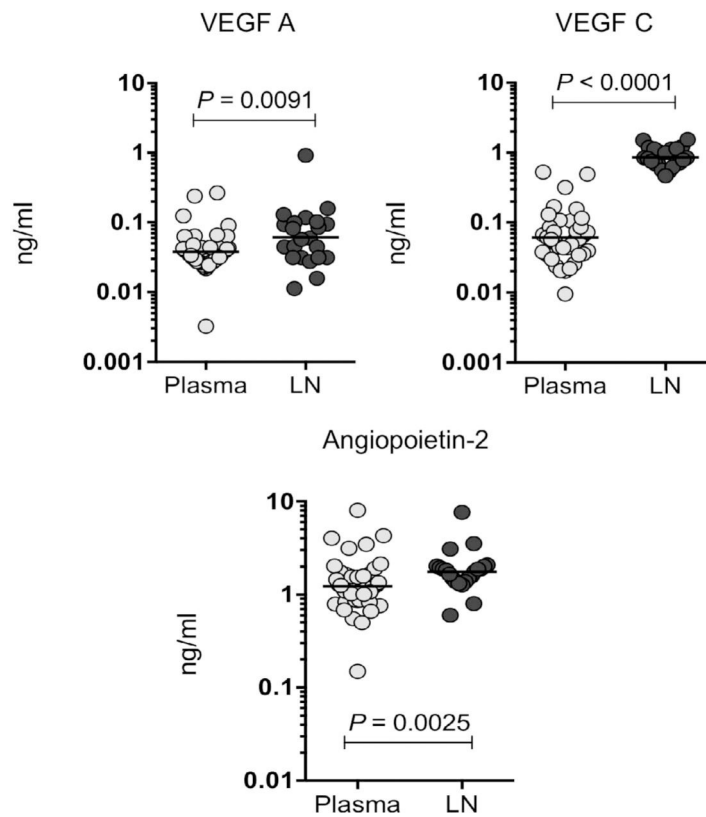 VEGF A
P = 0.0091
10
1
0.1
0.01
0.001
ng/ml
Plasma LN
VEGF C
P < 0.0001
10
1
0.1
0.01
0.001
ng/ml
Plasma LN
Angiopoietin-2
10
1
0.1
0.01
ng/ml
P = 0.0025
Plasma LN